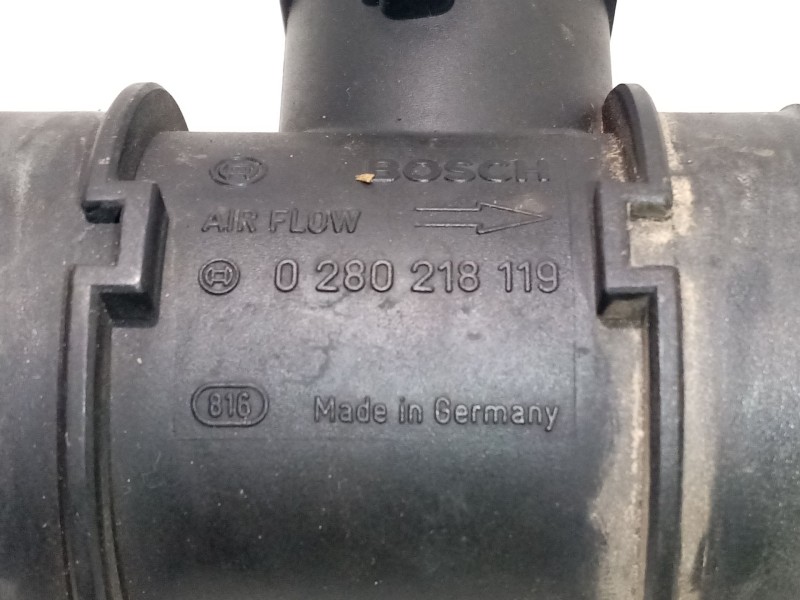 BOSCH
AIR FLOW
0 280 218 119
816 Made in Germany